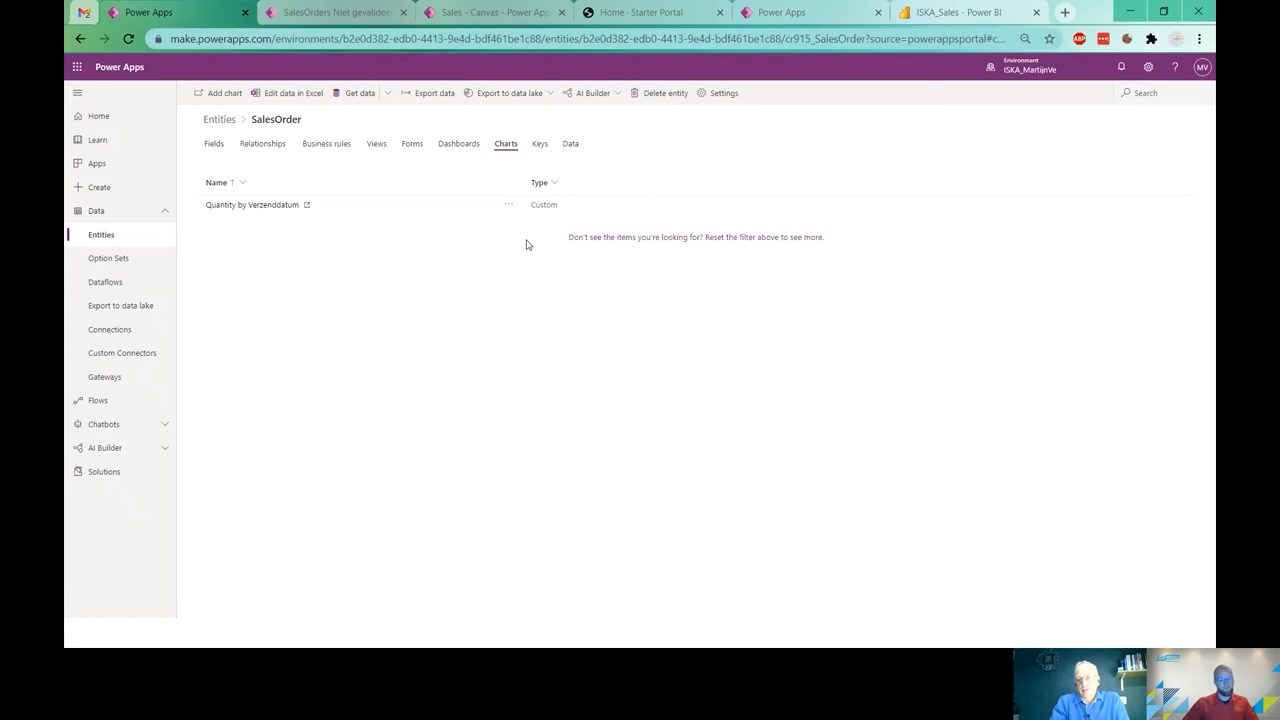 Power Apps
SalesOrders Niet gevalideer
Sales - Canvas - Power App
Home · Starter Portal
Power Apps
ISKA_Sales - Power BI
make.powerapps.com/environments/b2e0d382-edb0-4413-9e4d-bdf461be1c88/entities/b2e0d382-edb0-4413-9e4d-bdf461be1c88/cr915_SalesOrder?source=powerappsportal#c...
ABP
Power Apps
Environment
ISKA_MartijnVe
MV
Add chart
Edit data in Excel
Get data
Export data
Export to data lake
AI Builder
Delete entity
Settings
Search
Home
Learn
Apps
Create
Data
Entities
Option Sets
Dataflows
Export to data lake
Connections
Custom Connectors
Gateways
Flows
Chatbots
AI Builder
Solutions
Entities > SalesOrder
Fields
Relationships
Business rules
Views
Forms
Dashboards
Charts
Keys
Data
Name ↑
Type
Quantity by Verzenddatum
...
Custom
Don't see the items you're looking for? Reset the filter above to see more.